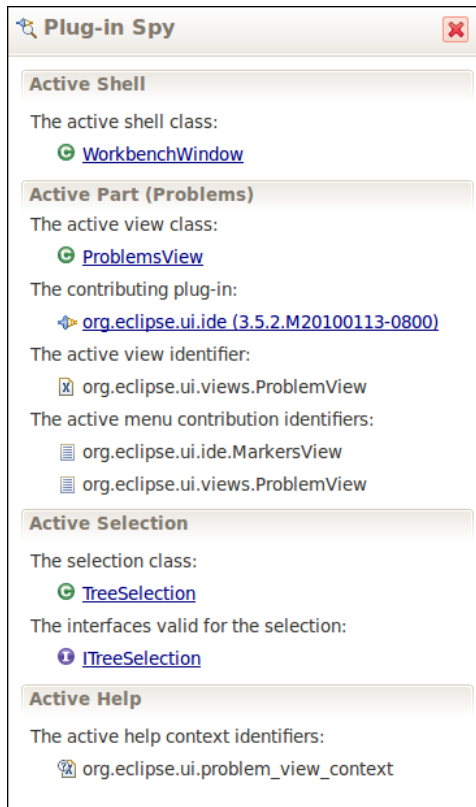 Plug-in Spy
Active Shell
The active shell class:
WorkbenchWindow
Active Part (Problems)
The active view class:
ProblemsView
The contributing plug-in:
org.eclipse.ui.ide (3.5.2.M20100113-0800)
The active view identifier:
org.eclipse.ui.views.ProblemView
The active menu contribution identifiers:
org.eclipse.ui.ide.MarkersView
org.eclipse.ui.views.ProblemView
Active Selection
The selection class:
TreeSelection
The interfaces valid for the selection:
ITreeSelection
Active Help
The active help context identifiers:
org.eclipse.ui.problem_view_context